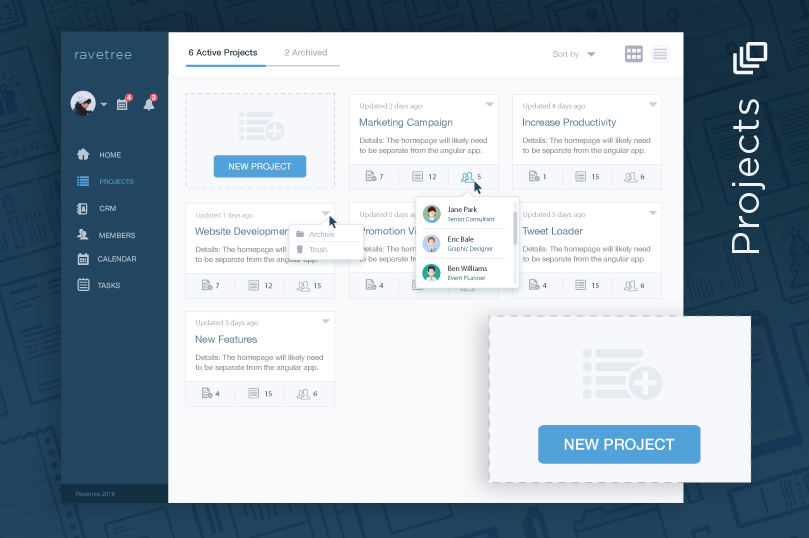 ravetree
4
3
HOME
PROJECTS
CRM
MEMBERS
CALENDAR
TASKS
Ravetree 2016
6 Active Projects
2 Archived
Sort by
NEW PROJECT
Updated 2 days ago
Marketing Campaign
Details: The homepage will likely need
to be separate from the angular app.
7
12
5
Updated 4 days ago
Increase Productivity
Details: The homepage will likely need
to be separate from the angular app.
1
15
6
Updated 1 days ago
Website Developmen
Details: The homepa
to be separate from the angular app.
7
12
15
Archive
Trash
Updated 5 days ago
Promotion Vi
to be separat
4
Jane Park
Senior Consultant
Eric Bale
Graphic Designer
Ben Williams
Event PLanner
Updated 5 days ago
Tweet Loader
Details: The homepage will likely need
to be separate from the angular app.
4
15
6
Updated 3 days ago
New Features
Details: The homepage will likely need
to be separate from the angular app.
4
15
6
Projects
NEW PROJECT